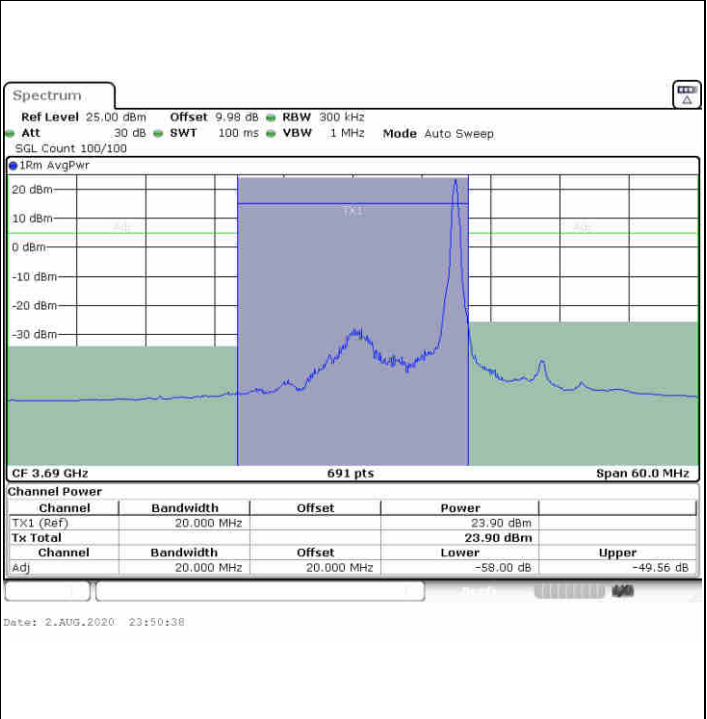 Spectrum
Ref Level 25.00 dBm Offset 9.98 dB RBW 300 kHz
Att 30 dB SWT 100 ms VBW 1 MHz Mode Auto Sweep
SGL Count 100/100
1Rm AvgPwr
20 dBm
TX1
10 dBm
Adj Adj
0 dBm
-10 dBm
-20 dBm
-30 dBm
CF 3.69 GHz 691 pts Span 60.0 MHz
Channel Power
Channel Bandwidth Offset Power
TX1 (Ref) 20.000 MHz 23.90 dBm
Tx Total 23.90 dBm
Channel Bandwidth Offset Lower Upper
Adj 20.000 MHz 20.000 MHz -58.00 dB -49.56 dB
Date: 2.AUG.2020 23:50:38